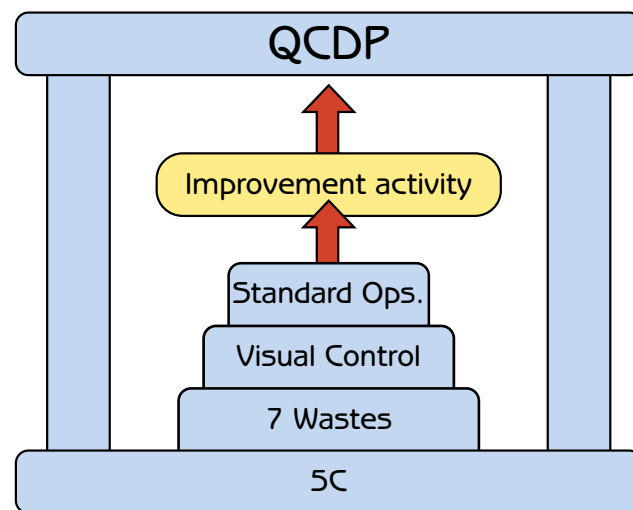 QCDP
Improvement activity
Standard Ops.
Visual Control
7 Wastes
5C